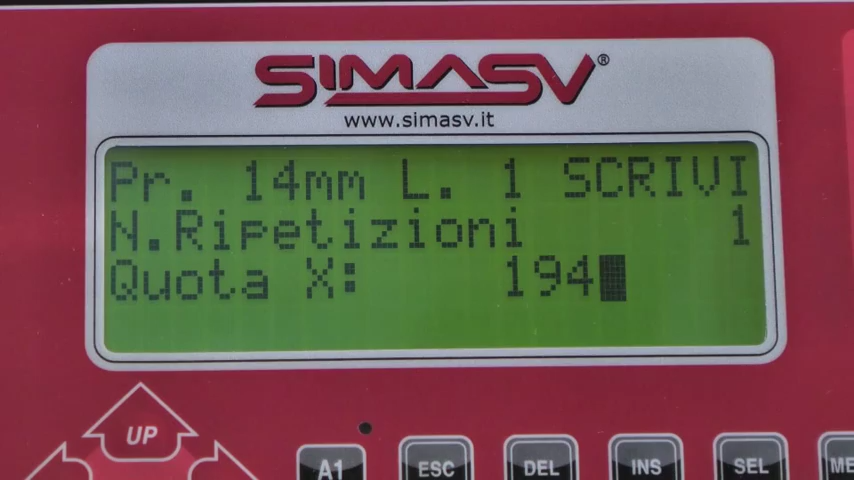 SIMASV®
www.simasv.it
Pr. 14mm L. 1 SCRIVI
N.Ripetizioni 1
Quota X: 194
UP
A1 ESC DEL INS SEL